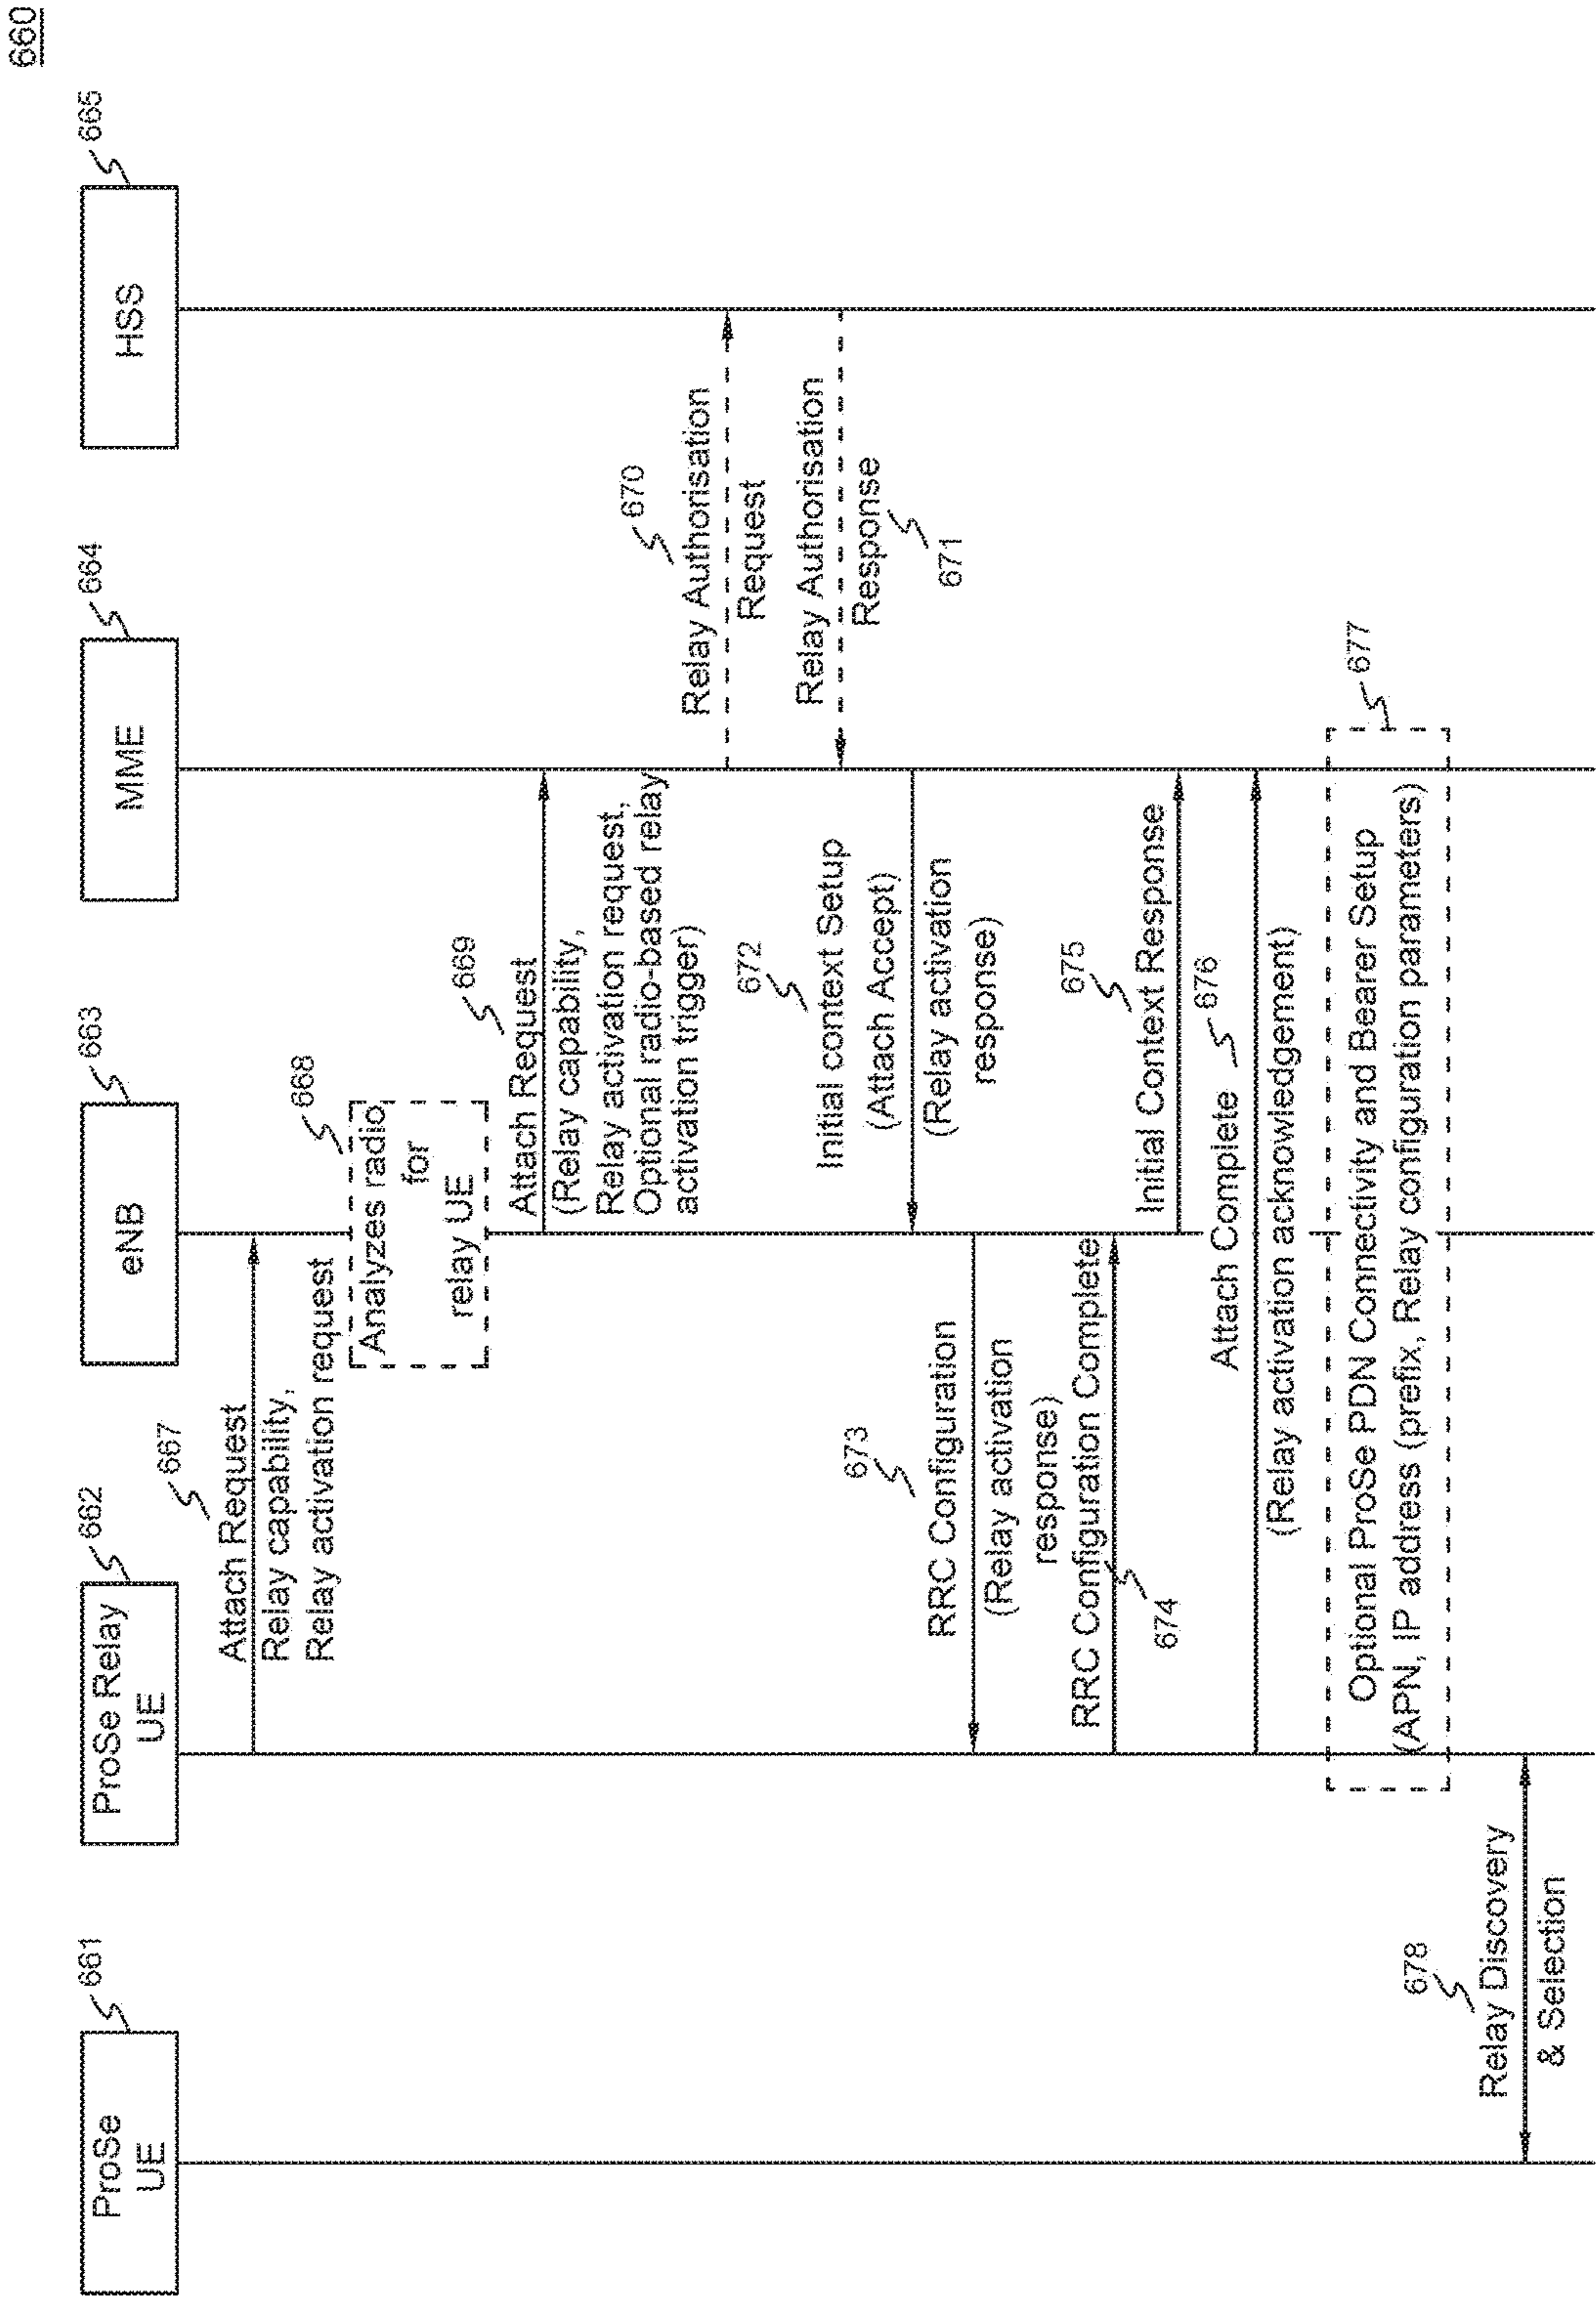 660
ProSe
UE
661
ProSe Relay
UE
662
eNB
663
MME
664
HSS
665
667
Attach Request
Relay capability,
Relay activation request
668
Analyzes radio
for
relay UE
669
Attach Request
(Relay capability,
Relay activation request,
Optional radio-based relay
activation trigger)
670
Relay Authorisation
Request
Relay Authorisation
Response
671
672
Initial context Setup
(Attach Accept)
(Relay activation
response)
673
RRC Configuration
(Relay activation
response)
RRC Configuration Complete
674
675
Initial Context Response
Attach Complete
676
(Relay activation acknowledgement)
677
Optional ProSe PDN Connectivity and Bearer Setup
(APN, IP address (prefix, Relay configuration parameters)
678
Relay Discovery
& Selection